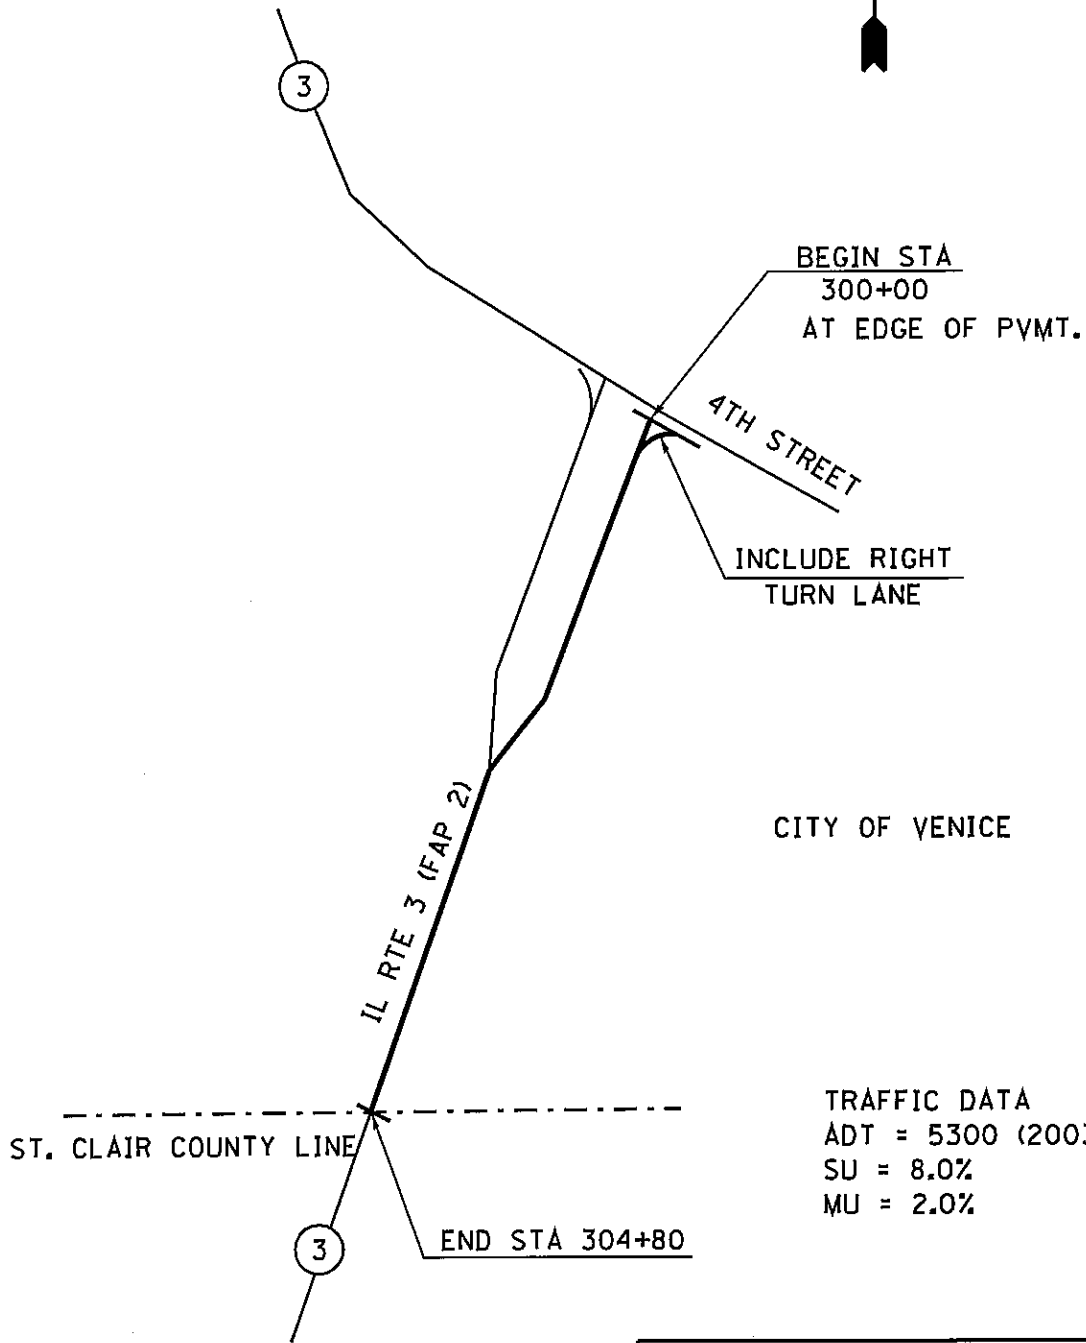 3
BEGIN STA
300+00
AT EDGE OF PVMT.
4TH STREET
INCLUDE RIGHT
TURN LANE
IL RTE 3 (FAP 2)
CITY OF VENICE
TRAFFIC DATA
ADT = 5300
SU = 8.0%
MU = 2.0%
ST. CLAIR COUNTY LINE
END STA 304+80
3